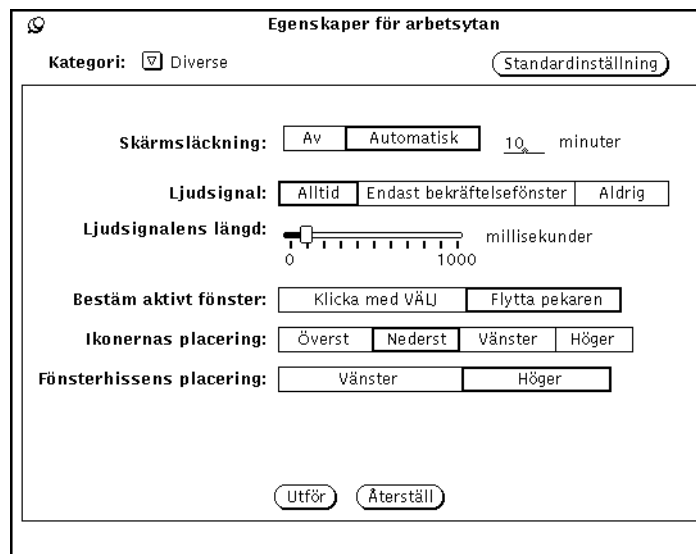 Egenskaper för arbetsytan
Kategori: Diverse Standardinställning
Skärmsläckning: Av Automatisk 10 minuter
Ljudsignal: Alltid Endast bekräftelsefönster Aldrig
Ljudsignalens längd: millisekunder
0 1000
Bestäm aktivt fönster: Klicka med VÄLJ Flytta pekaren
Ikonernas placering: Överst Nederst Vänster Höger
Fönsterhissens placering: Vänster Höger
Utför Återställ